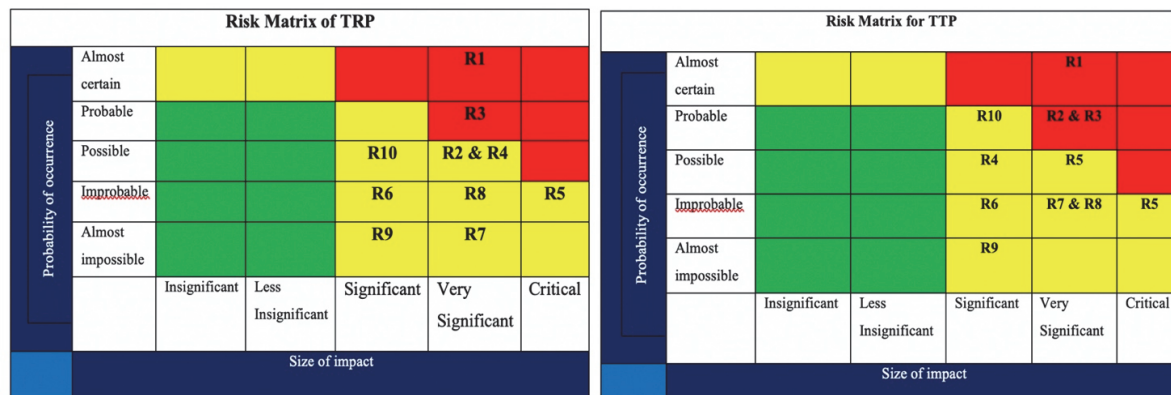 Risk Matrix of TRP
Probability of occurrence
Almost
certain
R1
Probable
R3
Possible
R10
R2 & R4
Improbable
R6
R8
R5
Almost
impossible
R9
R7
Insignificant
Less
Insignificant
Significant
Very
Significant
Critical
Size of impact
Risk Matrix for TTP
Probability of occurrence
Almost
certain
R1
Probable
R10
R2 & R3
Possible
R4
R5
Improbable
R6
R7 & R8
R5
Almost
impossible
R9
Insignificant
Less
Insignificant
Significant
Very
Significant
Critical
Size of impact